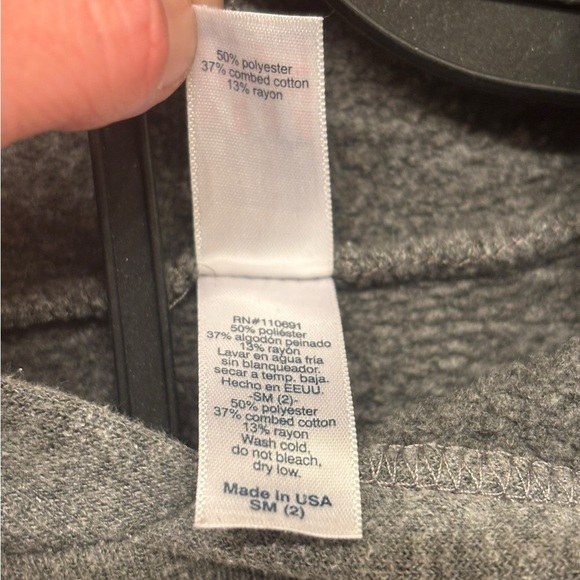 50% polyester
37% combed cotton
13% rayon
RN#110691
50% poliéster
37% algodón peinado
13% rayón
Lavar en agua fría
sin blanqueador.
secar a temp. baja.
Hecho en EEUU.
-SM (2)-
50% polyester
37% combed cotton
13% rayon
Wash cold,
do not bleach,
dry low.
Made in USA
SM (2)